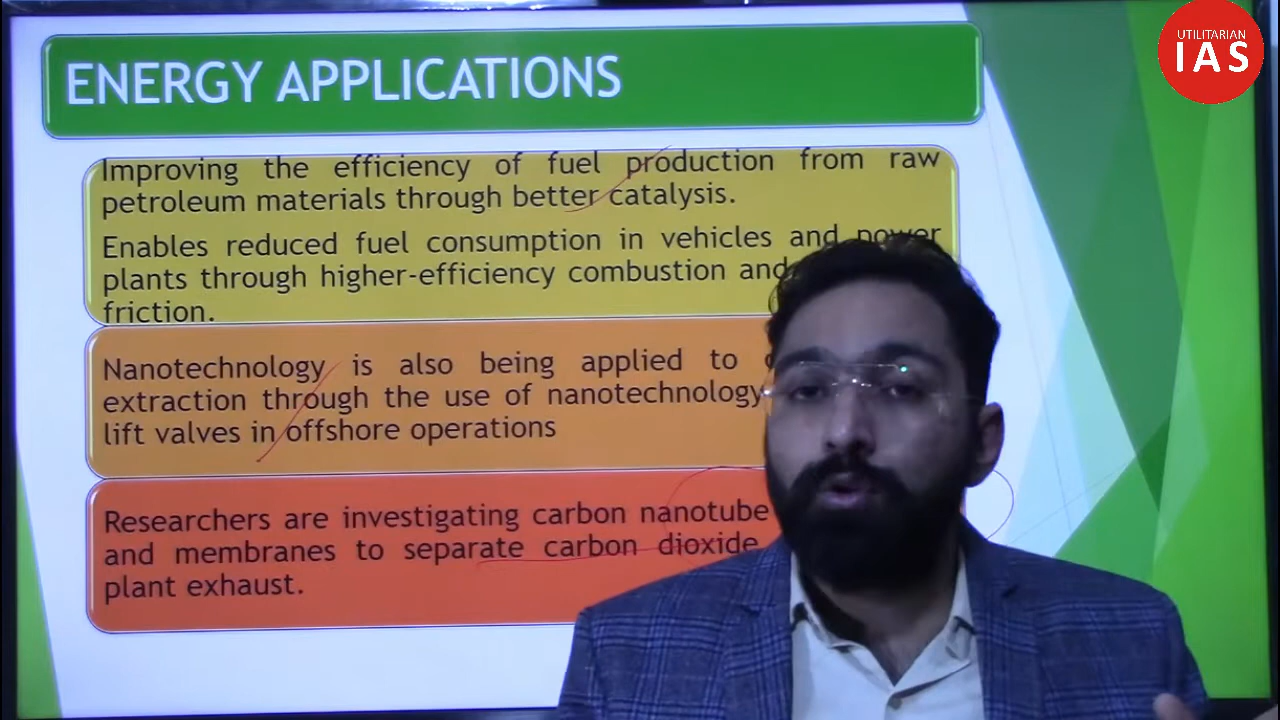 UTILITARIAN
IAS
ENERGY APPLICATIONS
Improving the efficiency of fuel production from raw
petroleum materials through better catalysis.
Enables reduced fuel consumption in vehicles and power
plants through higher-efficiency combustion and
friction.
Nanotechnology is also being applied to
extraction through the use of nanotechnology
lift valves in offshore operations
Researchers are investigating carbon nanotube
and membranes to separate carbon dioxide
plant exhaust.